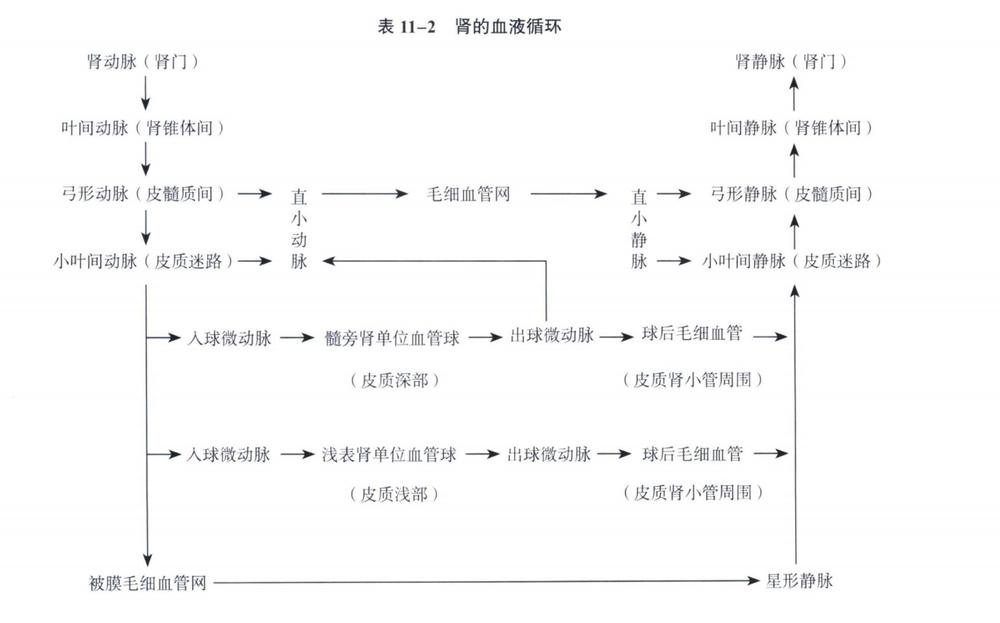 表 11-2 肾的血液循环
肾动脉（肾门）
肾静脉（肾门）
叶间动脉（肾锥体间）
叶间静脉（肾锥体间）
弓形动脉（皮髓质间）
直小动脉
毛细血管网
直小静脉
弓形静脉（皮髓质间）
小叶间动脉（皮质迷路）
小叶间静脉（皮质迷路）
入球微动脉
髓旁肾单位血管球
出球微动脉
球后毛细血管
（皮质深部）
（皮质肾小管周围）
入球微动脉
浅表肾单位血管球
出球微动脉
球后毛细血管
（皮质浅部）
（皮质肾小管周围）
被膜毛细血管网
星形静脉